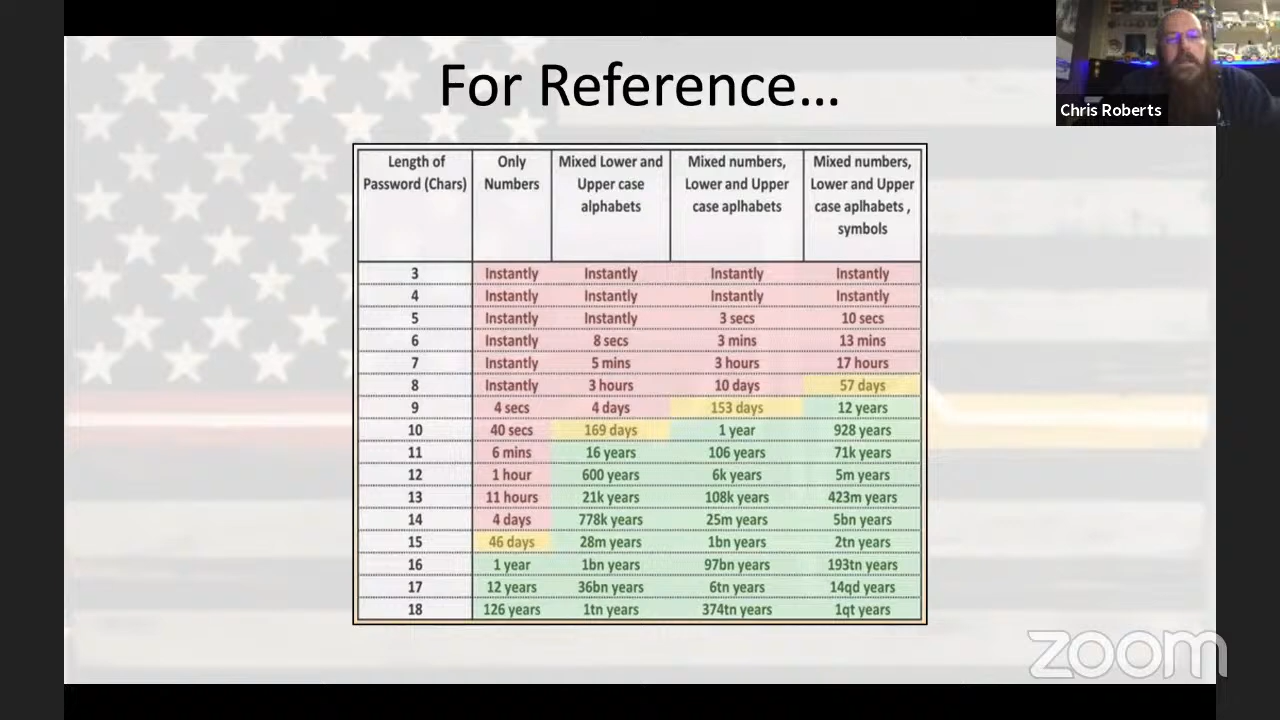 For Reference...
Chris Roberts
Length of Password (Chars) Only Numbers Mixed Lower and Upper case alphabets Mixed numbers, Lower and Upper case aplhabets Mixed numbers, Lower and Upper case aplhabets , symbols
3 Instantly Instantly Instantly Instantly
4 Instantly Instantly Instantly Instantly
5 Instantly Instantly 3 secs 10 secs
6 Instantly 8 secs 3 mins 13 mins
7 Instantly 5 mins 3 hours 17 hours
8 Instantly 3 hours 10 days 57 days
9 4 secs 4 days 153 days 12 years
10 40 secs 169 days 1 year 928 years
11 6 mins 16 years 106 years 71k years
12 1 hour 600 years 6k years 5m years
13 11 hours 21k years 108k years 423m years
14 4 days 778k years 25m years 5bn years
15 46 days 28m years 1bn years 2tn years
16 1 year 1bn years 97bn years 193tn years
17 12 years 36bn years 6tn years 14qd years
18 126 years 1tn years 374tn years 1qt years
zoom